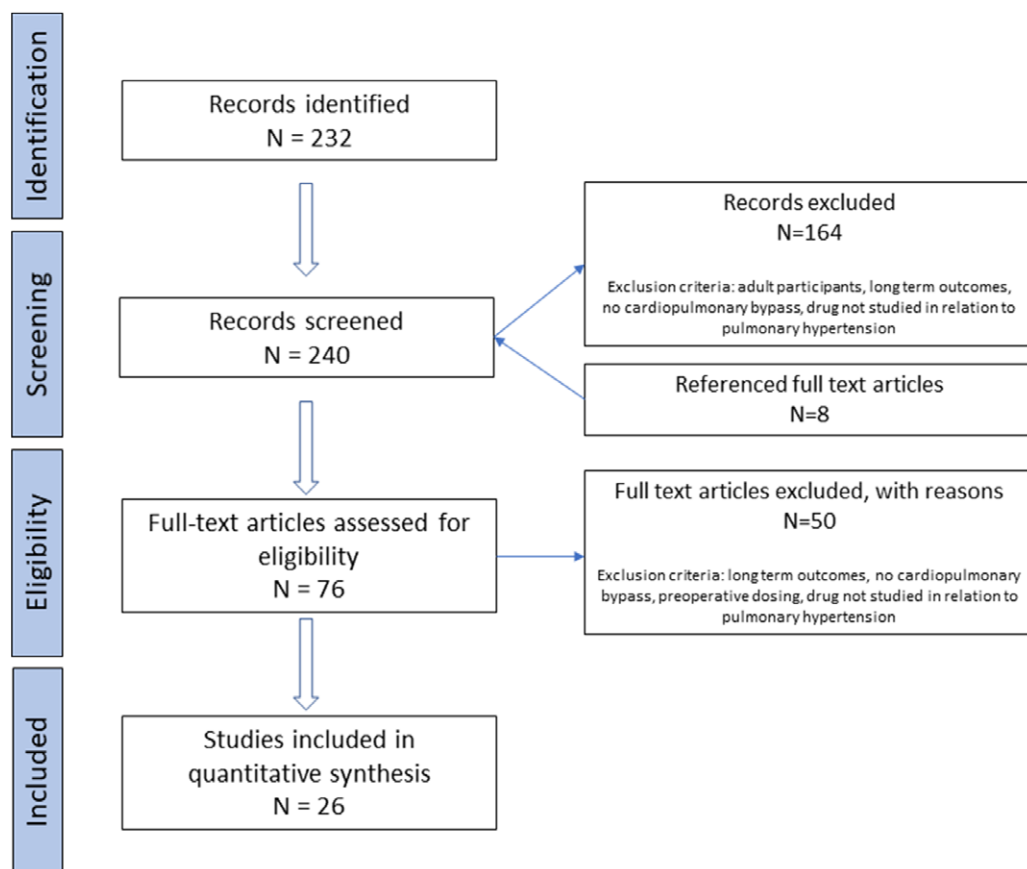 Identification
Records identified
N = 232
Screening
Records screened
N = 240
Records excluded
N=164
Exclusion criteria: adult participants, long term outcomes,
no cardiopulmonary bypass, drug not studied in relation to
pulmonary hypertension
Referenced full text articles
N=8
Eligibility
Full-text articles assessed for
eligibility
N = 76
Full text articles excluded, with reasons
N=50
Exclusion criteria: long term outcomes, no cardiopulmonary
bypass, preoperative dosing, drug not studied in relation to
pulmonary hypertension
Included
Studies included in
quantitative synthesis
N = 26